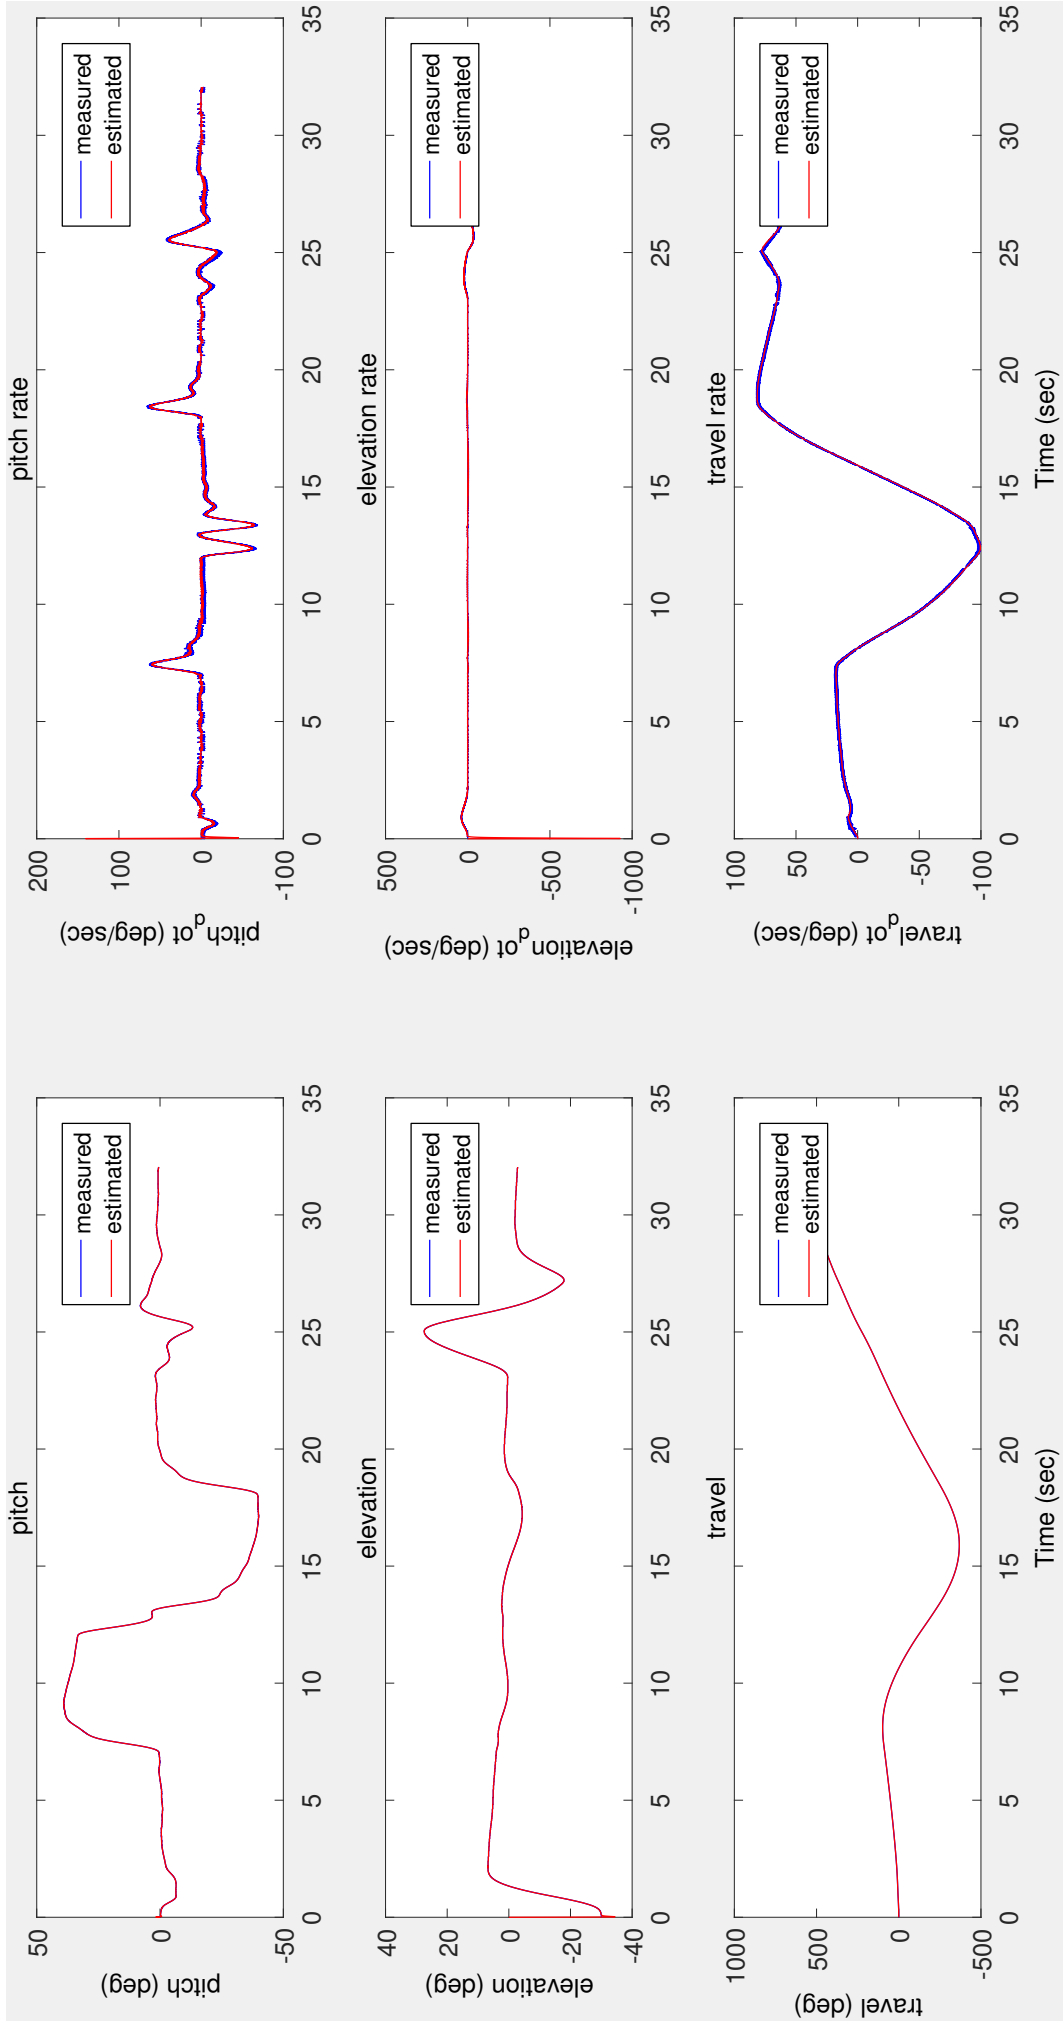 pitch
pitch (deg)
50
0
-50
0 5 10 15 20 25 30 35
measured
estimated
pitch rate
pitch_dot (deg/sec)
200
100
0
-100
0 5 10 15 20 25 30 35
measured
estimated
elevation
elevation (deg)
40
20
0
-20
-40
0 5 10 15 20 25 30 35
measured
estimated
elevation rate
elevation_dot (deg/sec)
500
0
-500
-1000
0 5 10 15 20 25 30 35
measured
estimated
travel
travel (deg)
1000
500
0
-500
0 5 10 15 20 25 30 35
Time (sec)
measured
estimated
travel rate
travel_dot (deg/sec)
100
50
0
-50
-100
0 5 10 15 20 25 30 35
Time (sec)
measured
estimated